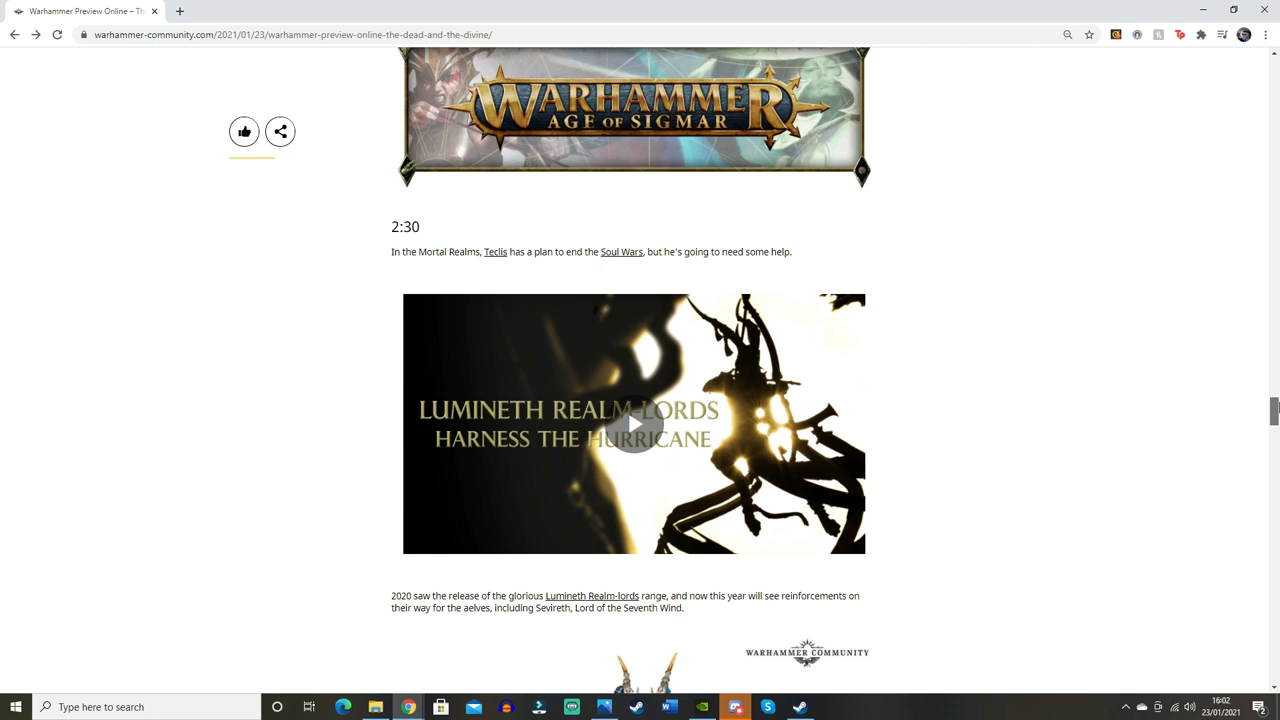 Warhammer Preview Online – Th
warhammer-community.com/2021/01/23/warhammer-preview-online-the-dead-and-the-divine/
WARHAMMER
AGE OF SIGMAR
2:30
In the Mortal Realms, Teclis has a plan to end the Soul Wars, but he's going to need some help.
LUMINETH REALM-LORDS
HARNESS THE HURRICANE
2020 saw the release of the glorious Lumineth Realm-lords range, and now this year will see reinforcements on
their way for the aelves, including Sevireth, Lord of the Seventh Wind.
WARHAMMER COMMUNITY
Type here to search
16:02
23/01/2021